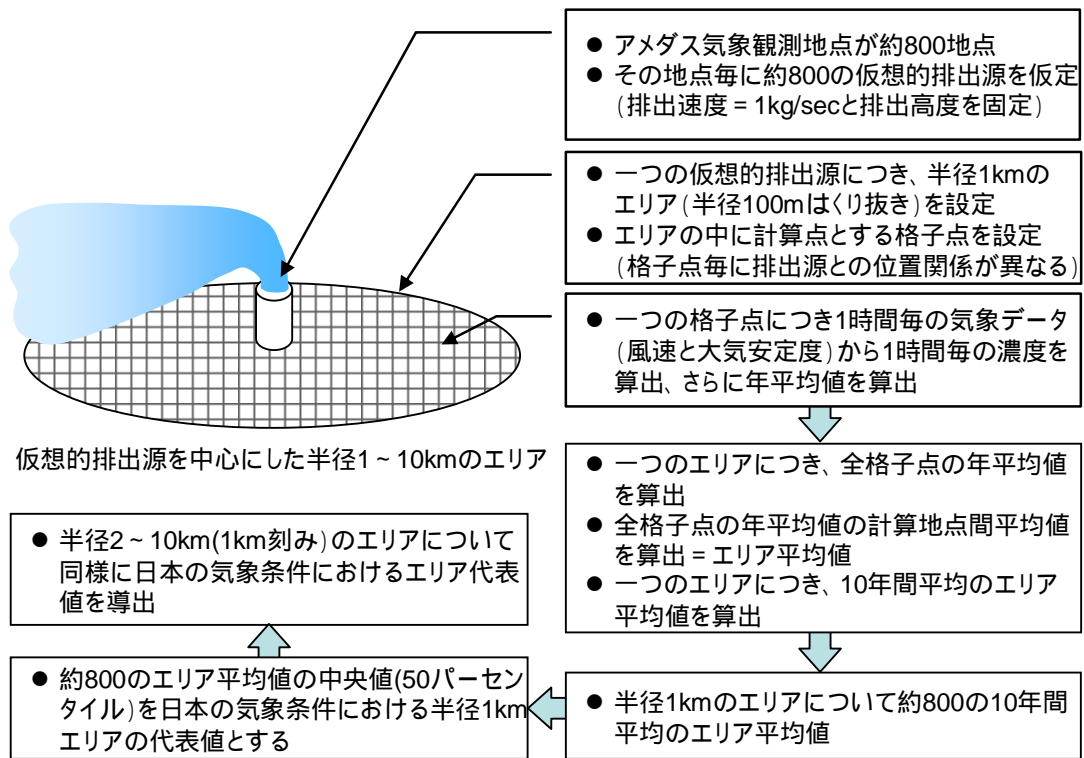 ● アメダス気象観測地点が約800地点
● その地点毎に約800の仮想的排出源を仮定
(排出速度 = 1kg/secと排出高度を固定)
● 一つの仮想的排出源につき、半径1kmの
エリア(半径100mはくり抜き)を設定
● エリアの中に計算点とする格子点を設定
(格子点毎に排出源との位置関係が異なる)
● 一つの格子点につき1時間毎の気象データ
(風速と大気安定度)から1時間毎の濃度を
算出、さらに年平均値を算出
仮想的排出源を中心にした半径1~10kmのエリア
● 一つのエリアにつき、全格子点の年平均値
を算出
● 全格子点の年平均値の計算地点間平均値
を算出 = エリア平均値
● 一つのエリアにつき、10年間平均のエリア
平均値を算出
● 半径1kmのエリアについて約800の10年間
平均のエリア平均値
● 約800のエリア平均値の中央値(50パーセン
タイル)を日本の気象条件における半径1km
エリアの代表値とする
● 半径2~10km(1km刻み)のエリアについて
同様に日本の気象条件におけるエリア代表
値を導出